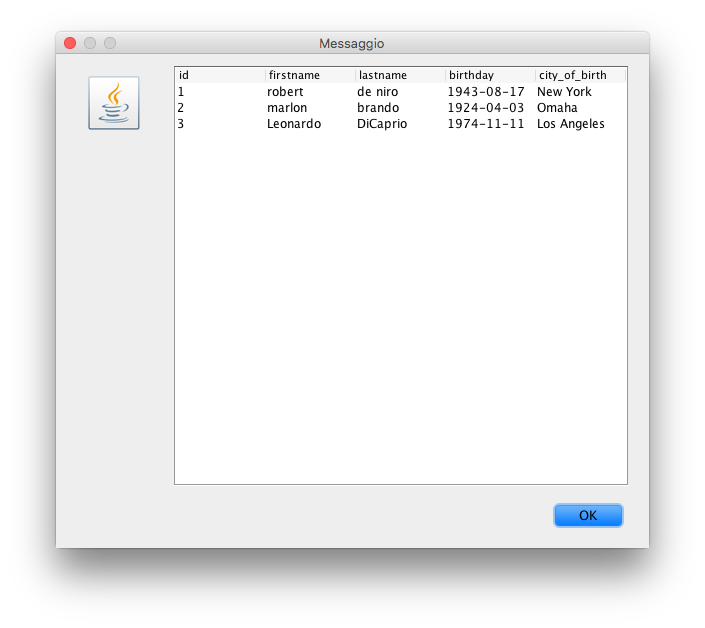 Messaggio
id firstname lastname birthday city_of_birth
1 robert de niro 1943-08-17 New York
2 marlon brando 1924-04-03 Omaha
3 Leonardo DiCaprio 1974-11-11 Los Angeles
OK